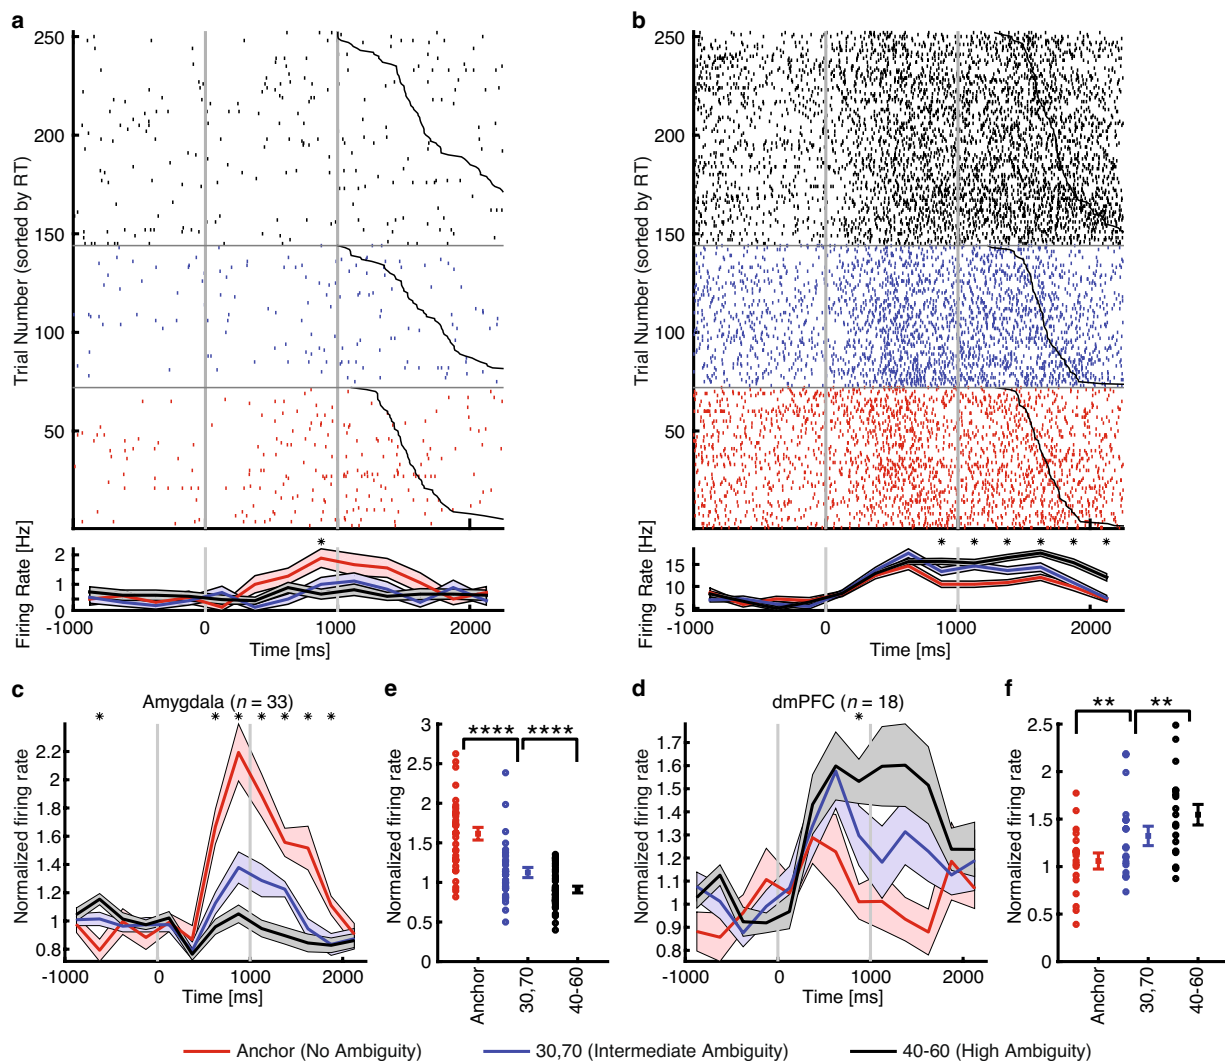 a
b
Trial Number (sorted by RT)
250
200
150
100
50
Trial Number (sorted by RT)
250
200
150
100
50
Firing Rate [Hz]
*
2
1
0
-1000
0
1000
2000
Time [ms]
Firing Rate [Hz]
* * * * * *
15
10
5
-1000
0
1000
2000
Time [ms]
c
Amygdala (n = 33)
* * * * * * *
Normalized firing rate
2.2
2
1.8
1.6
1.4
1.2
1
0.8
-1000
0
1000
2000
Time [ms]
e
Normalized firing rate
3
2.5
2
1.5
1
0.5
0
**** ****
Anchor
30,70
40-60
d
dmPFC (n = 18)
*
Normalized firing rate
1.7
1.6
1.5
1.4
1.3
1.2
1.1
1
0.9
0.8
-1000
0
1000
2000
Time [ms]
f
Normalized firing rate
2.5
2
1.5
1
0.5
0
** **
Anchor
30,70
40-60
Anchor (No Ambiguity)
30,70 (Intermediate Ambiguity)
40-60 (High Ambiguity)